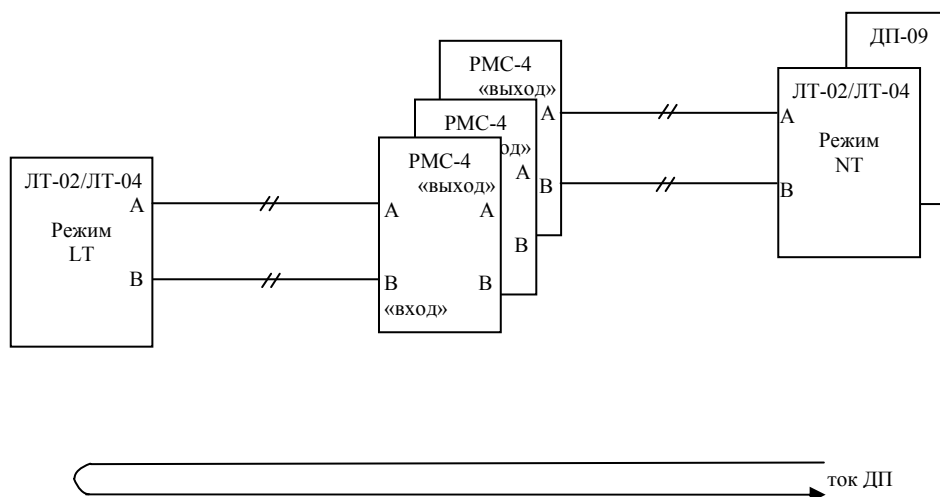 ЛТ-02/ЛТ-04
А
Режим
LT
В
РМС-4
«выход»
А
А
В
В
«вход»
РМС-4
А
В
РМС-4
«выход»
А
В
ДП-09
ЛТ-02/ЛТ-04
А
Режим
NT
В
ток ДП